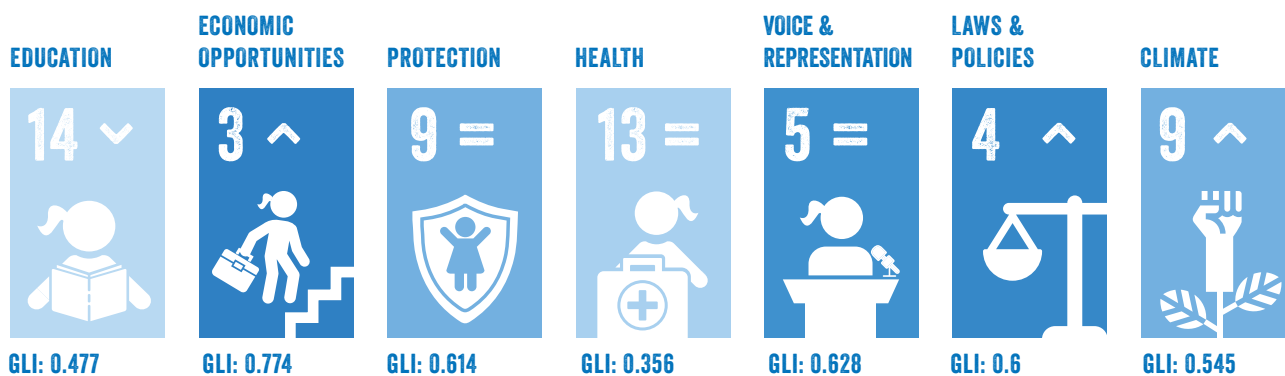 EDUCATION
14
GLI: 0.477
ECONOMIC
OPPORTUNITIES
3 ^
GLI: 0.774
PROTECTION
9 =
GLI: 0.614
HEALTH
13 =
GLI: 0.356
VOICE &
REPRESENTATION
5 =
GLI: 0.628
LAWS &
POLICIES
4 ^
GLI: 0.6
CLIMATE
9 ^
GLI: 0.545